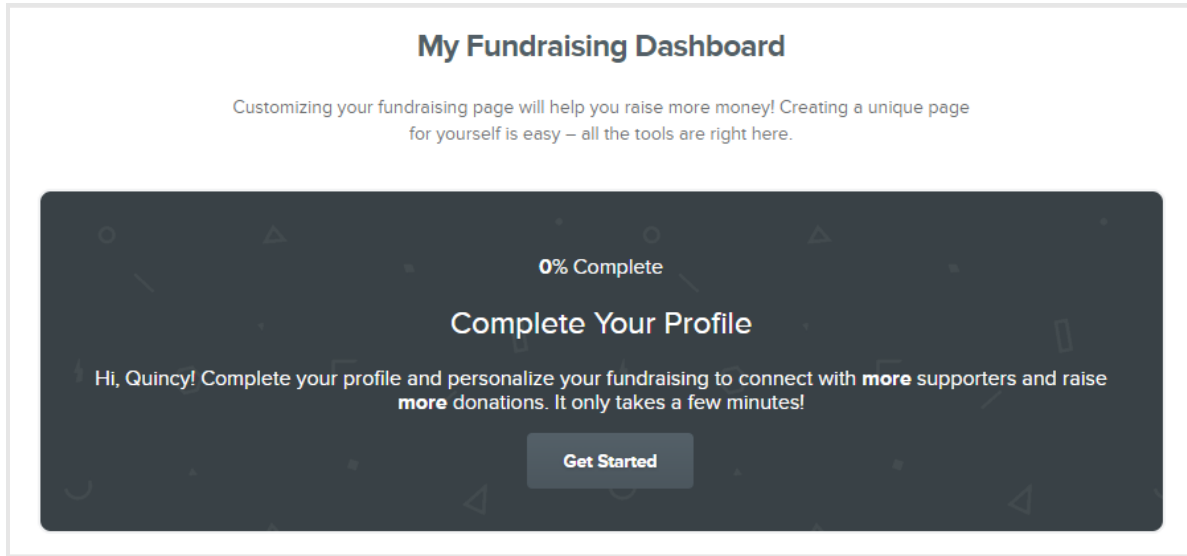 My Fundraising Dashboard
Customizing your fundraising page will help you raise more money! Creating a unique page
for yourself is easy – all the tools are right here.
0% Complete
Complete Your Profile
Hi, Quincy! Complete your profile and personalize your fundraising to connect with more supporters and raise
more donations. It only takes a few minutes!
Get Started